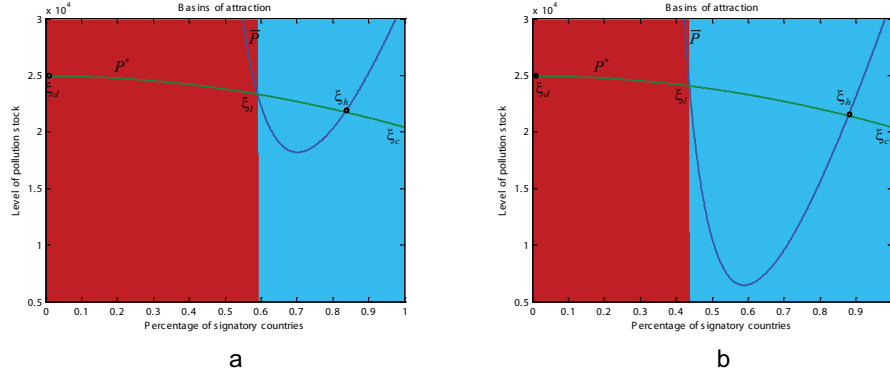 x 10⁴
Basins of attraction
3
2.5
2
1.5
1
0.5
Level of pollution stock
P̅
P*
ξd
ξl
ξh
ξc
0
0.1
0.2
0.3
0.4
0.5
0.6
0.7
0.8
0.9
1
Percentage of signatory countries
a
x 10⁴
Basins of attraction
3
2.5
2
1.5
1
0.5
Level of pollution stock
P̅
P*
ξd
ξl
ξh
ξc
0
0.1
0.2
0.3
0.4
0.5
0.6
0.7
0.8
0.9
Percentage of signatory countries
b